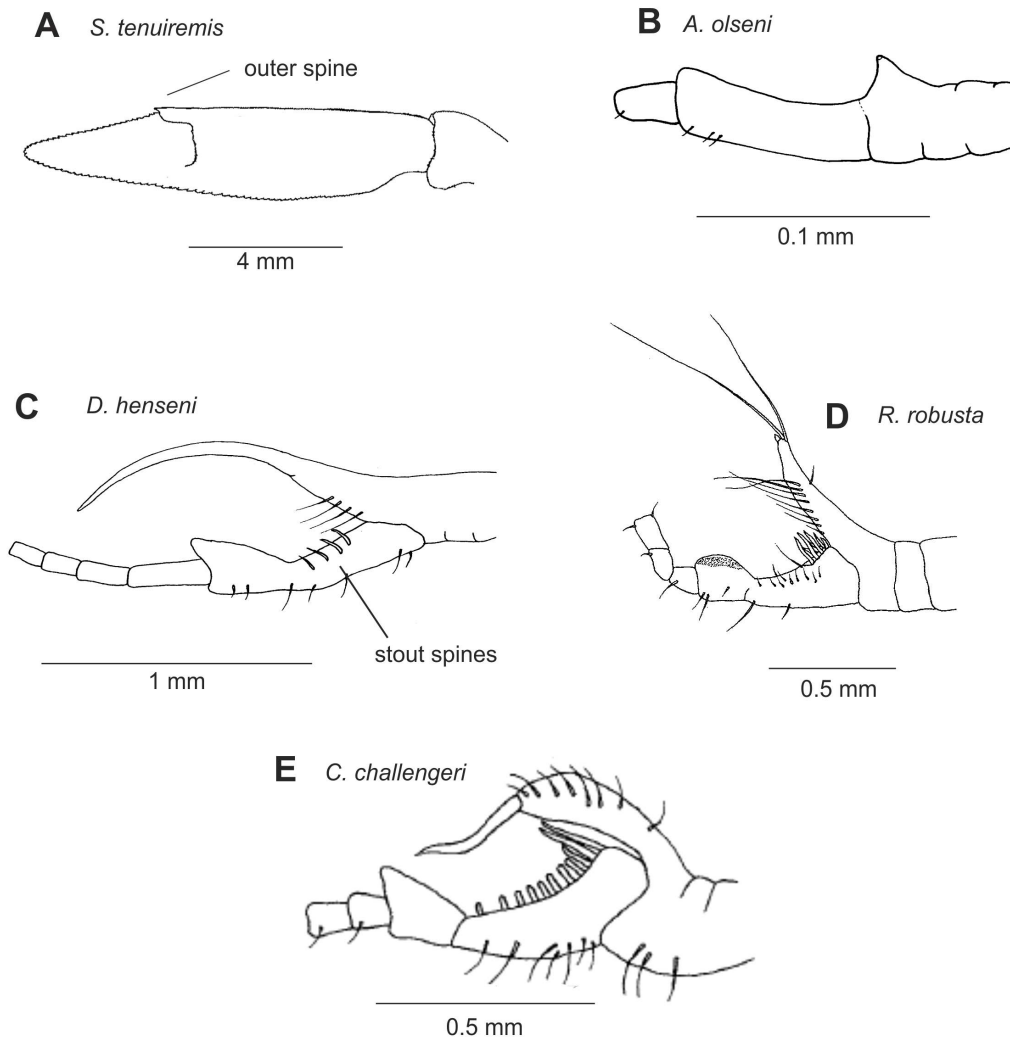 A S. tenuiremis
outer spine
4 mm
B A. olseni
0.1 mm
C D. henseni
stout spines
1 mm
D R. robusta
0.5 mm
E C. challengeri
0.5 mm